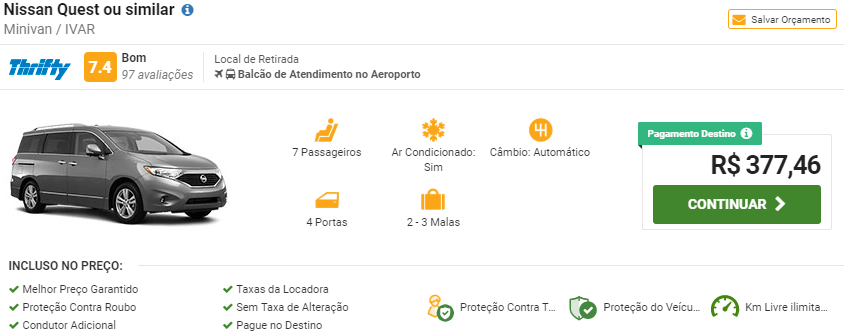 Nissan Quest ou similar
Minivan / IVAR
Salvar Orçamento
Thrifty
7.4
Bom
97 avaliações
Local de Retirada
Balcão de Atendimento no Aeroporto
7 Passageiros
Ar Condicionado:
Sim
Câmbio: Automático
4 Portas
2 - 3 Malas
Pagamento Destino
R$ 377,46
CONTINUAR
INCLUSO NO PREÇO:
Melhor Preço Garantido
Proteção Contra Roubo
Condutor Adicional
Taxas da Locadora
Sem Taxa de Alteração
Pague no Destino
Proteção Contra T...
Proteção do Veícu...
Km Livre ilimita...